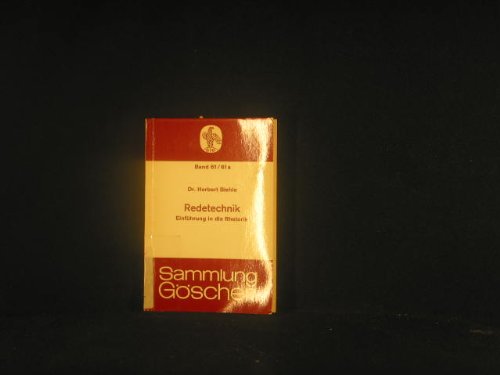 Band 61/61a
Dr. Herbert Biehle
Redetechnik
Einführung in die Rhetorik
Sammlung
Göschen